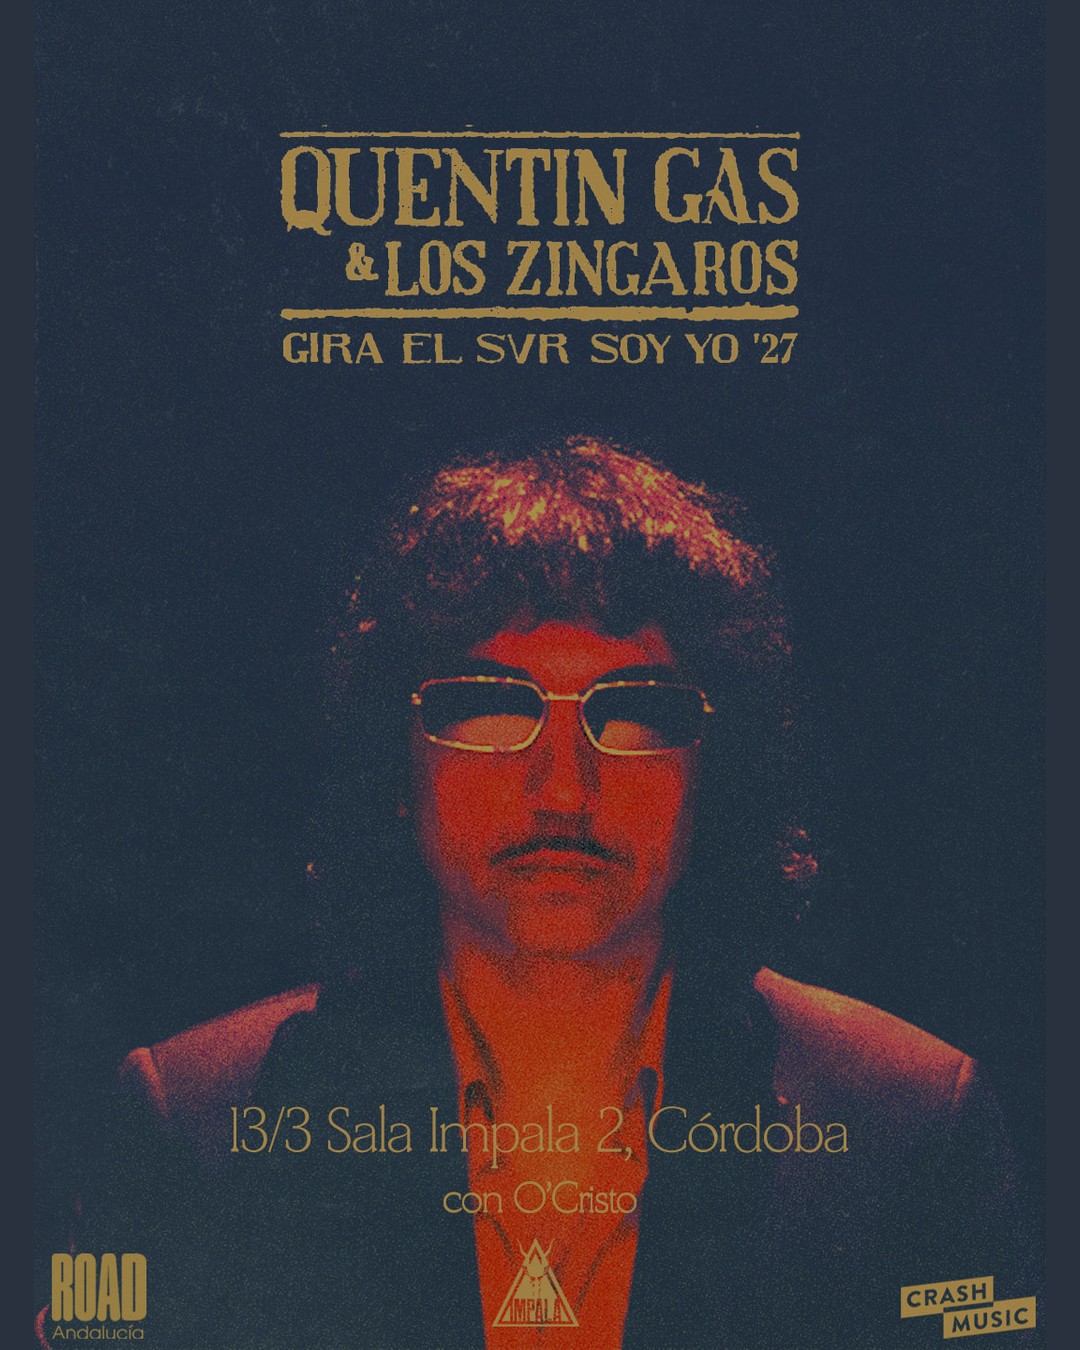 QUENTIN GAS
& LOS ZINGAROS
GIRA EL SVR SOY YO '27
13/3 Sala Impala 2, Córdoba
con O'Cristo
ROAD
Andalucía
IMPALA
CRASH
MUSIC